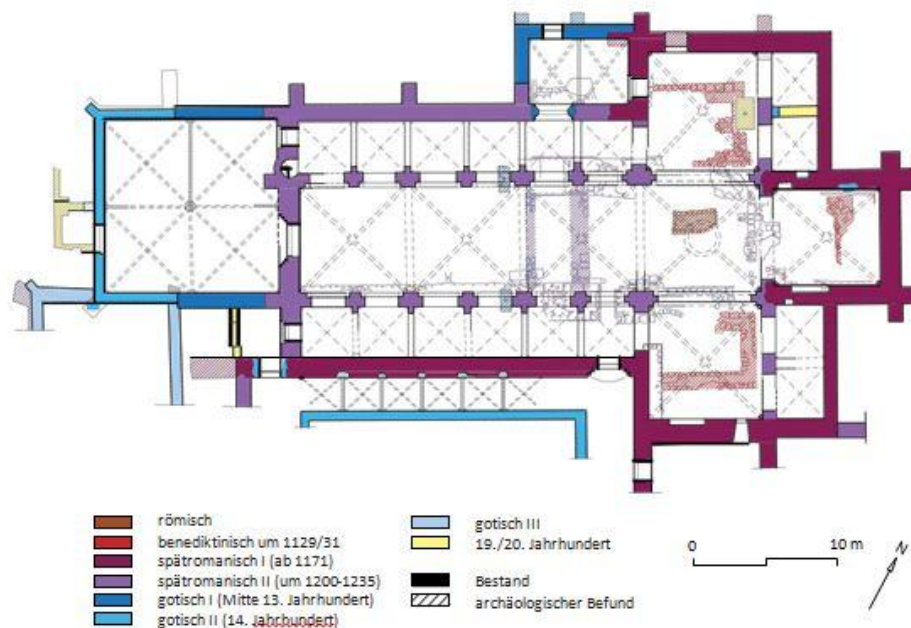 römisch
benediktinisch um 1129/31
spätromanisch I (ab 1171)
spätromanisch II (um 1200-1235)
gotisch I (Mitte 13. Jahrhundert)
gotisch II (14. Jahrhundert)
gotisch III
19./20. Jahrhundert
Bestand
archäologischer Befund
0 10 m
N